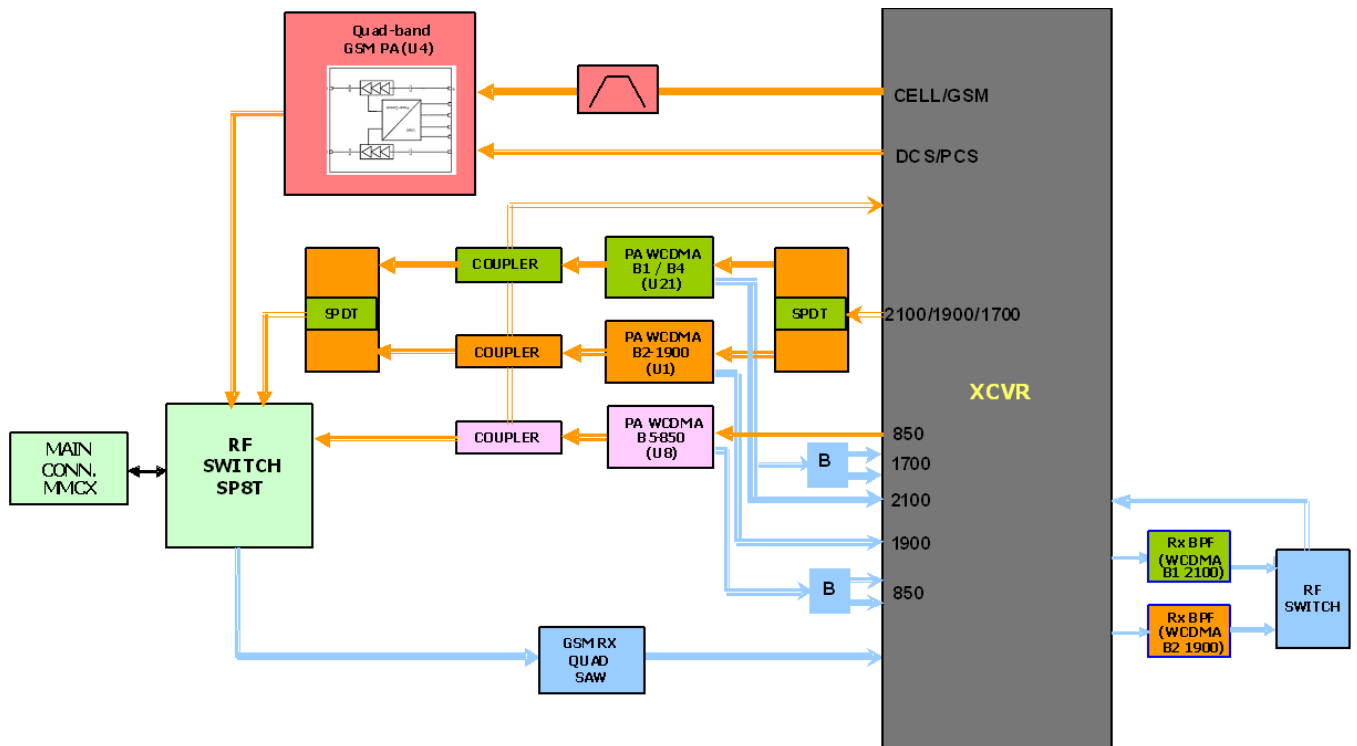 Quad-band
GSM PA(U4)
CELL/GSM
DCS/PCS
PA WCDMA
B1 / B4
(U21)
COUPLER
SPDT
SPDT
2100/1900/1700
PA WCDMA
B2-1900
(U1)
COUPLER
XCVR
PA WCDMA
B5-850
(U8)
COUPLER
850
RF
SWITCH
SP8T
MAIN
CONN.
MMCX
B
1700
2100
1900
B
850
Rx BPF
(WCDMA
B1 2100)
RF
SWITCH
Rx BPF
(WCDMA
B2 1900)
GSM RX
QUAD
SAW